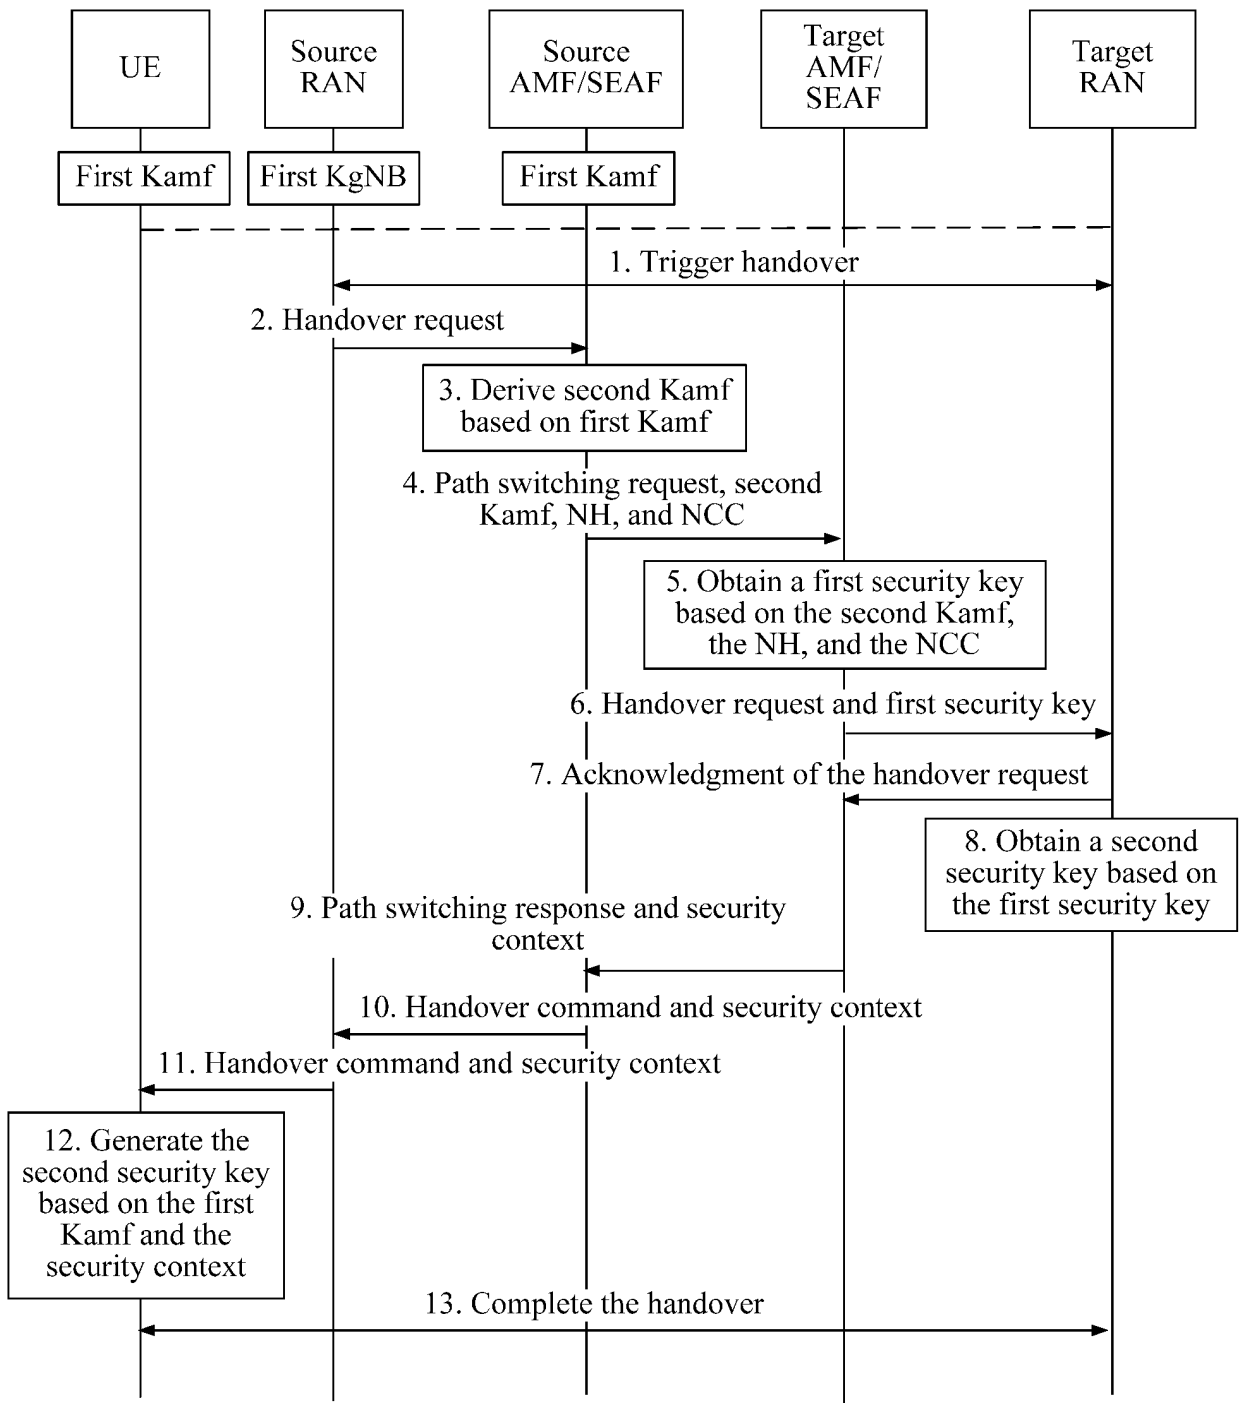 UE
Source
RAN
Source
AMF/SEAF
Target
AMF/
SEAF
Target
RAN
First Kamf
First KgNB
First Kamf
1. Trigger handover
2. Handover request
3. Derive second Kamf
based on first Kamf
4. Path switching request, second
Kamf, NH, and NCC
5. Obtain a first security key
based on the second Kamf,
the NH, and the NCC
6. Handover request and first security key
7. Acknowledgment of the handover request
8. Obtain a second
security key based on
the first security key
9. Path switching response and security
context
10. Handover command and security context
11. Handover command and security context
12. Generate the
second security key
based on the first
Kamf and the
security context
13. Complete the handover